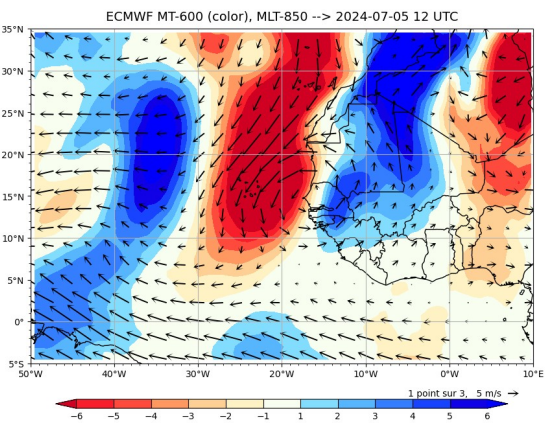 ECMWF MT-600 (color), MLT-850 --> 2024-07-05 12 UTC
35°N
30°N
25°N
20°N
15°N
10°N
5°N
0°
5°S
50°W 40°W 30°W 20°W 10°W 0°W 10°E
1 point sur 3, 5 m/s
−6 −5 −4 −3 −2 −1 1 2 3 4 5 6